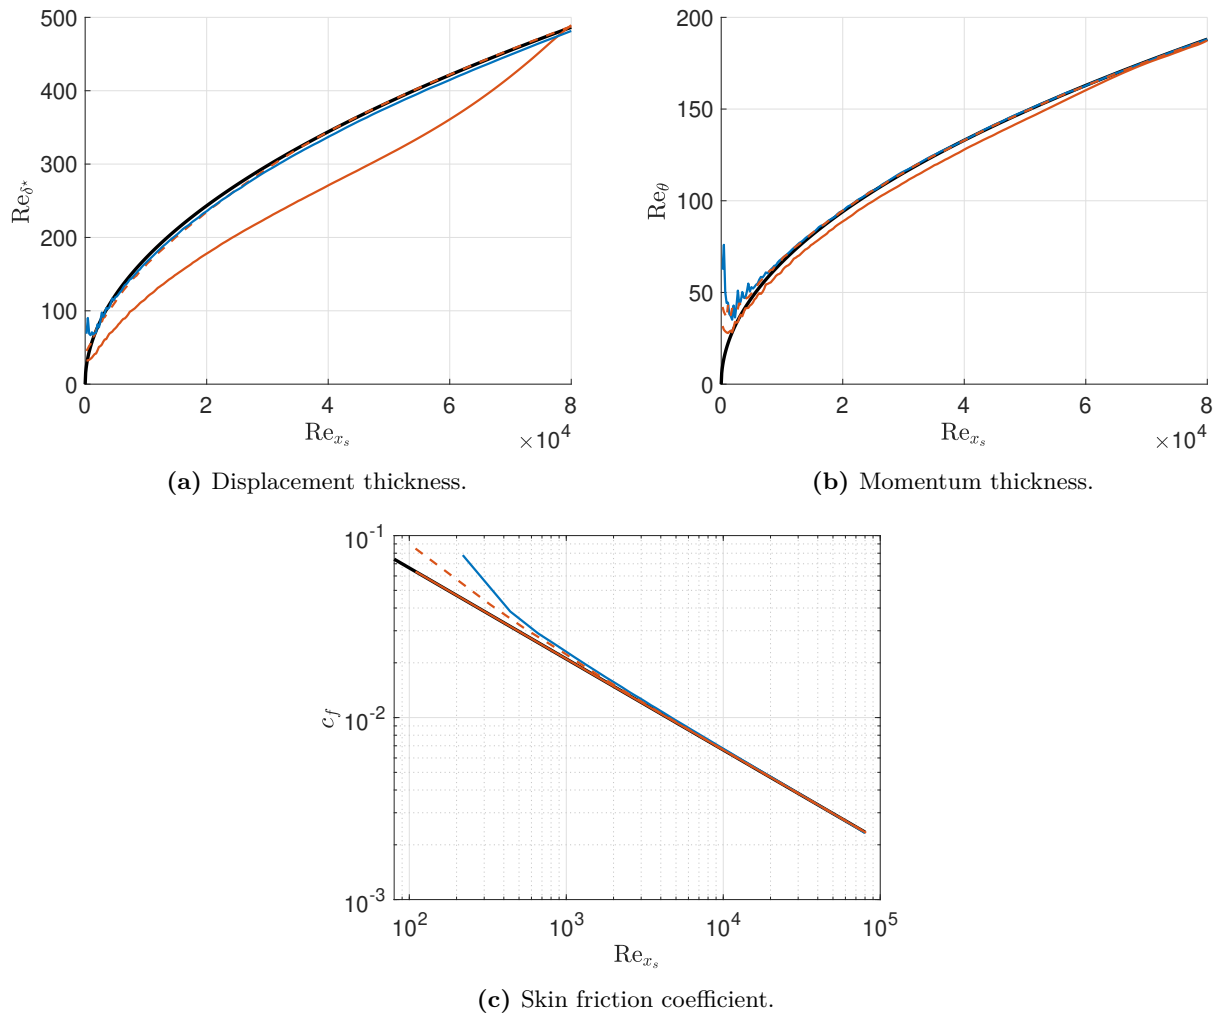 500
400
300
200
100
0
Re_{δ⋆}
0 2 4 6 8
Re_{x_s}
×10^4
(a) Displacement thickness.
200
150
100
50
0
Re_θ
0 2 4 6 8
Re_{x_s}
×10^4
(b) Momentum thickness.
10^{-1}
10^{-2}
10^{-3}
c_f
10^2 10^3 10^4 10^5
Re_{x_s}
(c) Skin friction coefficient.